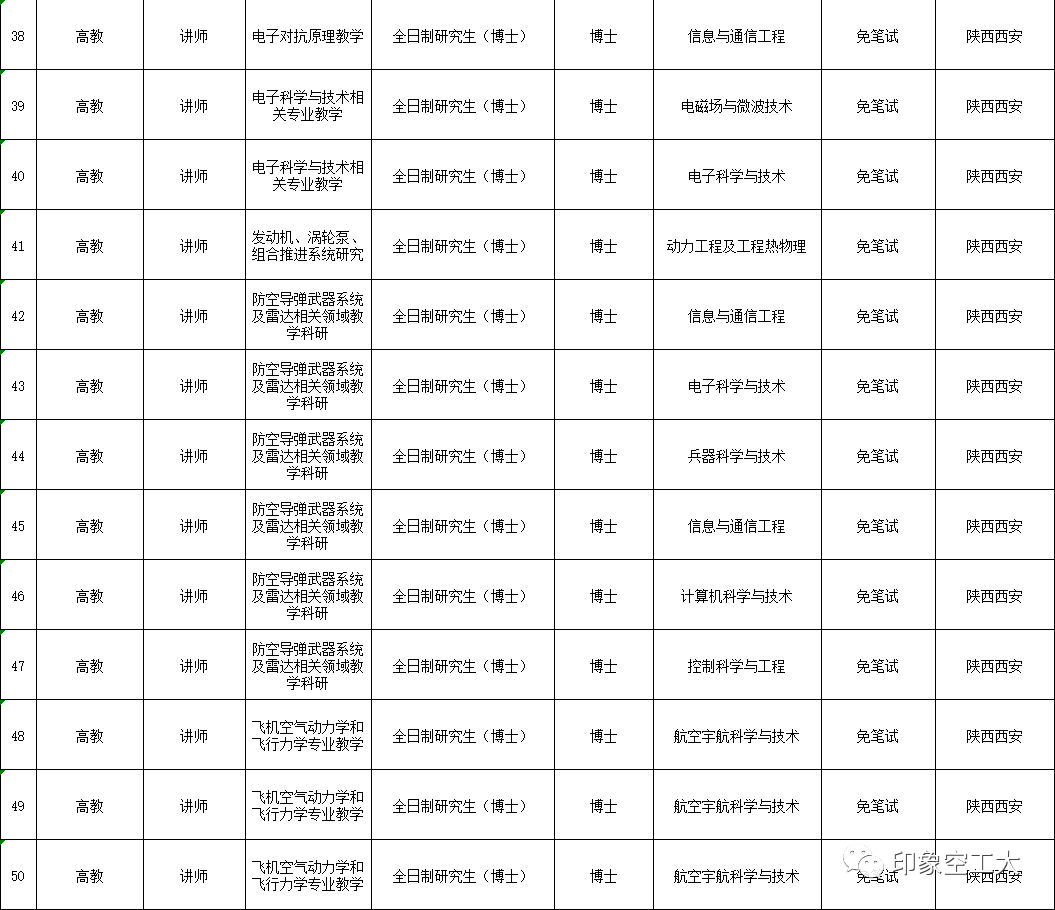 38 高教 讲师 电子对抗原理教学 全日制研究生（博士） 博士 信息与通信工程 免笔试 陕西西安
39 高教 讲师 电子科学与技术相
关专业教学 全日制研究生（博士） 博士 电磁场与微波技术 免笔试 陕西西安
40 高教 讲师 电子科学与技术相
关专业教学 全日制研究生（博士） 博士 电子科学与技术 免笔试 陕西西安
41 高教 讲师 发动机、涡轮泵、
组合推进系统研究 全日制研究生（博士） 博士 动力工程及工程热物理 免笔试 陕西西安
42 高教 讲师 防空导弹武器系统
及雷达相关领域教
学科研 全日制研究生（博士） 博士 信息与通信工程 免笔试 陕西西安
43 高教 讲师 防空导弹武器系统
及雷达相关领域教
学科研 全日制研究生（博士） 博士 电子科学与技术 免笔试 陕西西安
44 高教 讲师 防空导弹武器系统
及雷达相关领域教
学科研 全日制研究生（博士） 博士 兵器科学与技术 免笔试 陕西西安
45 高教 讲师 防空导弹武器系统
及雷达相关领域教
学科研 全日制研究生（博士） 博士 信息与通信工程 免笔试 陕西西安
46 高教 讲师 防空导弹武器系统
及雷达相关领域教
学科研 全日制研究生（博士） 博士 计算机科学与技术 免笔试 陕西西安
47 高教 讲师 防空导弹武器系统
及雷达相关领域教
学科研 全日制研究生（博士） 博士 控制科学与工程 免笔试 陕西西安
48 高教 讲师 飞机空气动力学和
飞行力学专业教学 全日制研究生（博士） 博士 航空宇航科学与技术 免笔试 陕西西安
49 高教 讲师 飞机空气动力学和
飞行力学专业教学 全日制研究生（博士） 博士 航空宇航科学与技术 免笔试 陕西西安
50 高教 讲师 飞机空气动力学和
飞行力学专业教学 全日制研究生（博士） 博士 航空宇航科学与技术 免笔试 陕西西安
印象空工大